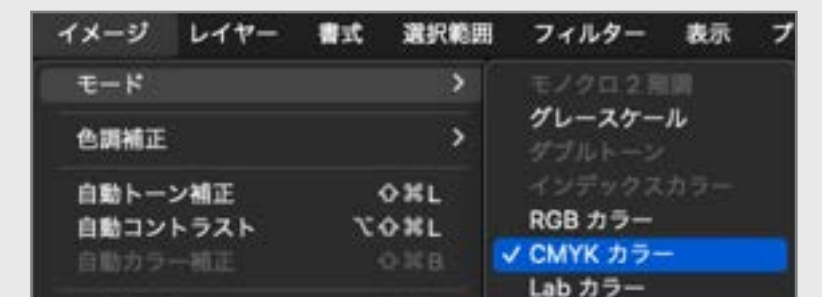 イメージ レイヤー 書式 選択範囲 フィルター 表示 プ
モード >
色調補正 >
自動トーン補正 ⇧⌘L
自動コントラスト ⌥⇧⌘L
自動カラー補正 ⇧⌘B
モノクロ 2 階調
グレースケール
ダブルトーン
インデックスカラー
RGB カラー
✓ CMYK カラー
Lab カラー